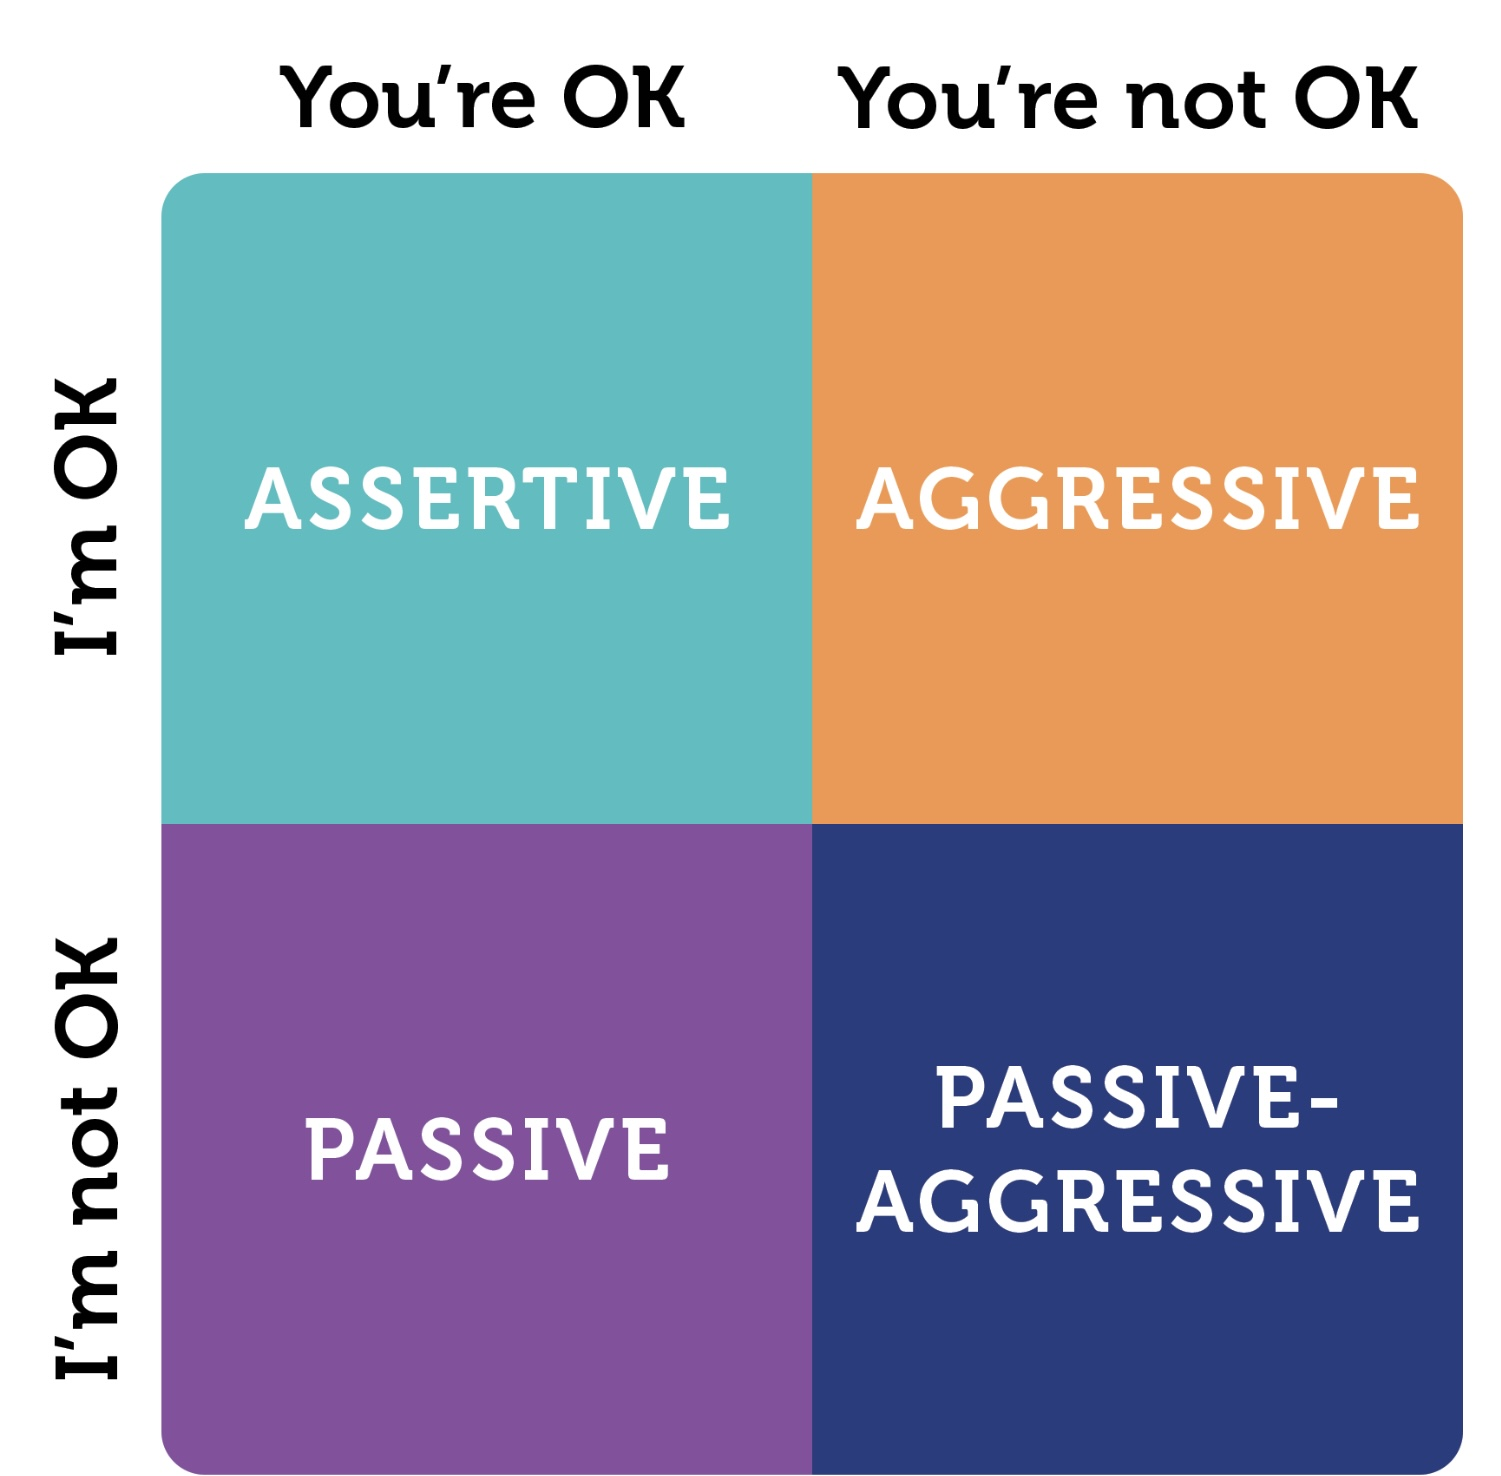 You’re OK
You’re not OK
I’m OK
ASSERTIVE
AGGRESSIVE
I’m not OK
PASSIVE
PASSIVE-
AGGRESSIVE